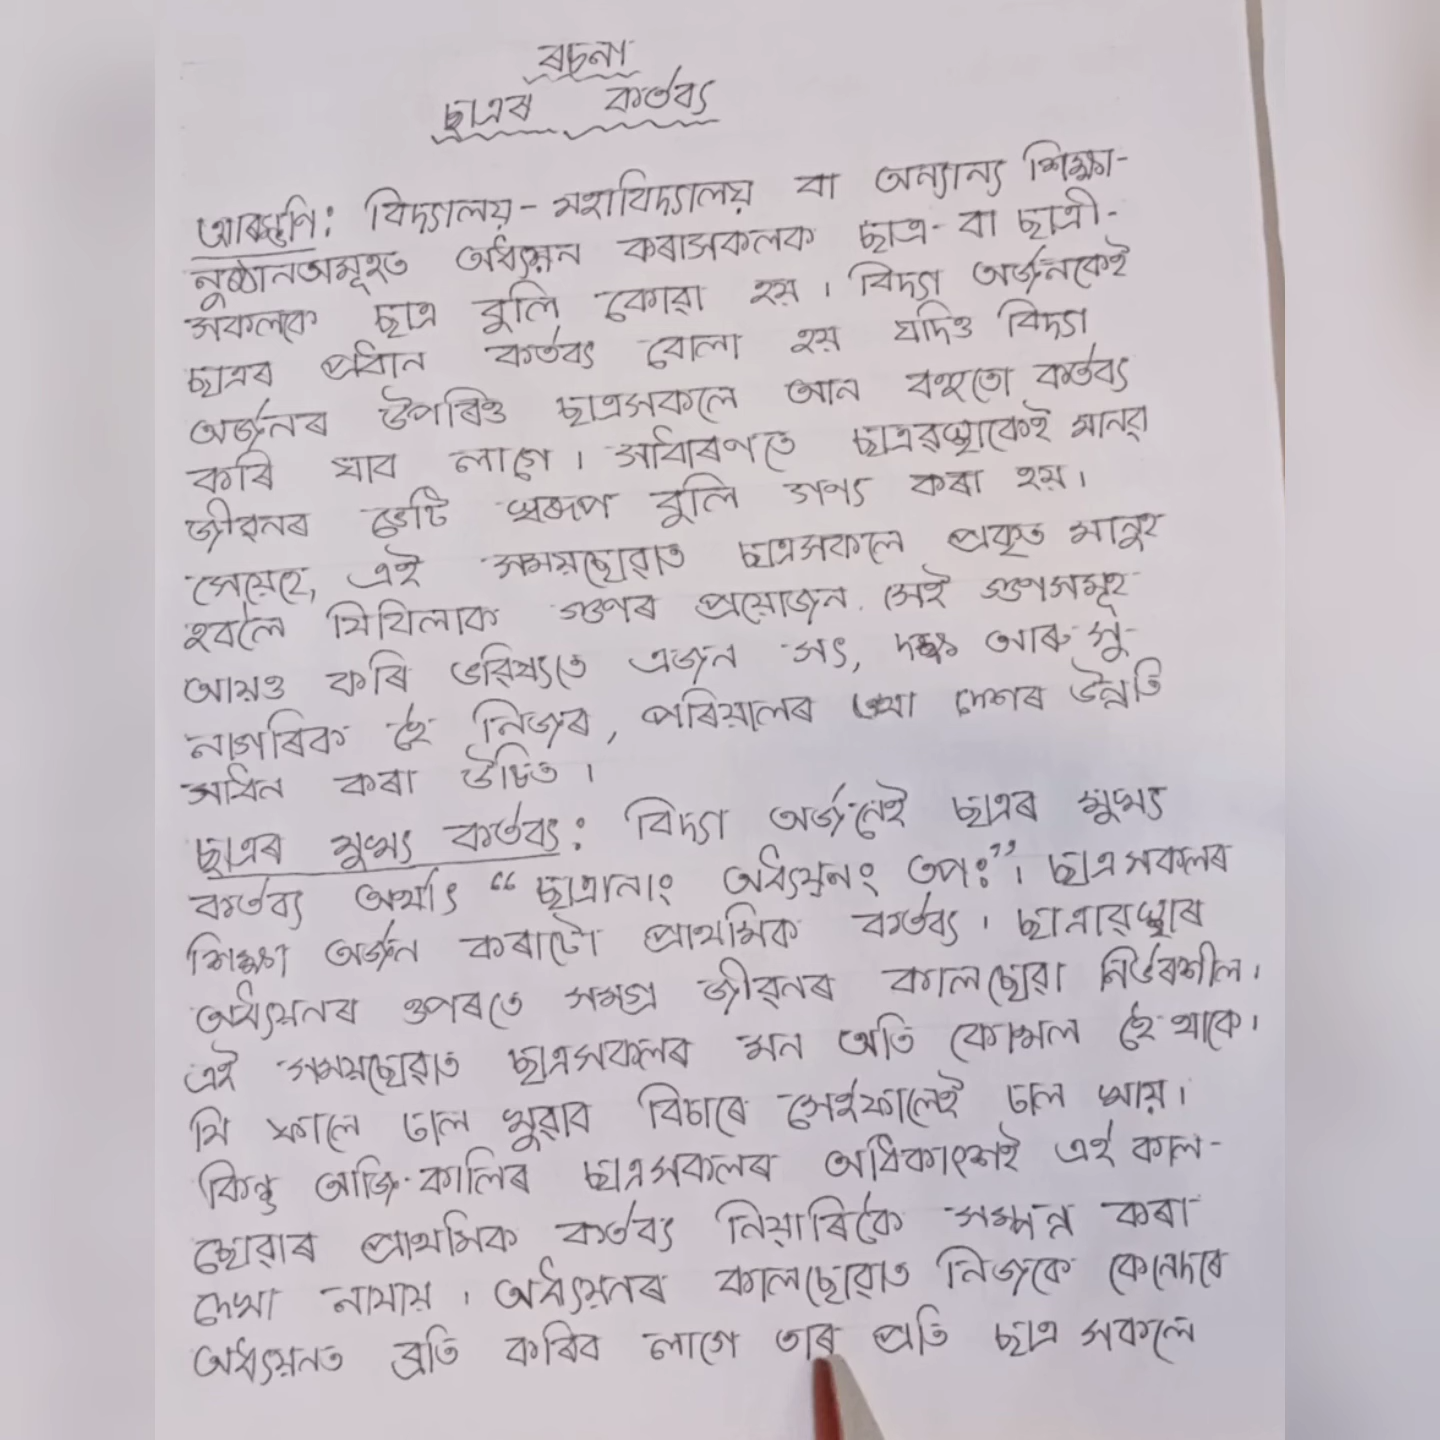 ৰচনা
ছাত্ৰৰ কৰ্তব্য
আৰম্ভণি: বিদ্যালয়-মহাবিদ্যালয় বা অন্যান্য শিক্ষা-
নুষ্ঠানসমূহত অধ্যয়ন কৰাসকলক ছাত্ৰ-বা ছাত্ৰী-
সকলকে ছাত্ৰ বুলি কোৱা হয়। বিদ্যা অৰ্জনকেই
ছাত্ৰৰ প্ৰধান কৰ্তব্য বোলা হয় যদিও বিদ্যা
অৰ্জনৰ উপৰিও ছাত্ৰসকলে আন বহুতো কৰ্তব্য
কৰি যাব লাগে। সাধাৰণতে ছাত্ৰৱস্থাকেই মানৱ
জীৱনৰ ভেটি স্বৰূপ বুলি গণ্য কৰা হয়।
সেয়েহে, এই সময়ছোৱাত ছাত্ৰসকলে প্ৰকৃত মানুহ
হবলৈ যিবিলাক গুণৰ প্ৰয়োজন সেই গুণসমূহ
আয়ত্ত কৰি ভৱিষ্যতে এজন সৎ, দক্ষ আৰু সু-
নাগৰিক হৈ নিজৰ, পৰিয়ালৰ তথা দেশৰ উন্নতি
সাধন কৰা উচিত।
ছাত্ৰৰ মুখ্য কৰ্তব্য: বিদ্যা অৰ্জনেই ছাত্ৰৰ মুখ্য
কৰ্তব্য অৰ্থাৎ “ছাত্ৰানাং অধ্যয়নং তপঃ”। ছাত্ৰসকলৰ
শিক্ষা অৰ্জন কৰাটো প্ৰাথমিক কৰ্তব্য। ছাত্ৰাৱস্থাৰ
অধ্যয়নৰ ওপৰতে সমগ্ৰ জীৱনৰ কালছোৱা নিৰ্ভৰশীল।
এই সময়ছোৱাত ছাত্ৰসকলৰ মন অতি কোমল হৈ থাকে।
যি ফালে ঢাল খুৱাব বিচাৰে সেইফালেই ঢাল খায়।
কিন্তু আজি-কালিৰ ছাত্ৰসকলৰ অধিকাংশই এই কাল-
ছোৱাৰ প্ৰাথমিক কৰ্তব্য নিয়াৰিকৈ সম্পন্ন কৰা
দেখা নাযায়। অধ্যয়নৰ কালছোৱাত নিজকে কেনেদৰে
অধ্যয়নত ব্ৰতি কৰিব লাগে তাৰ প্ৰতি ছাত্ৰ সকলে